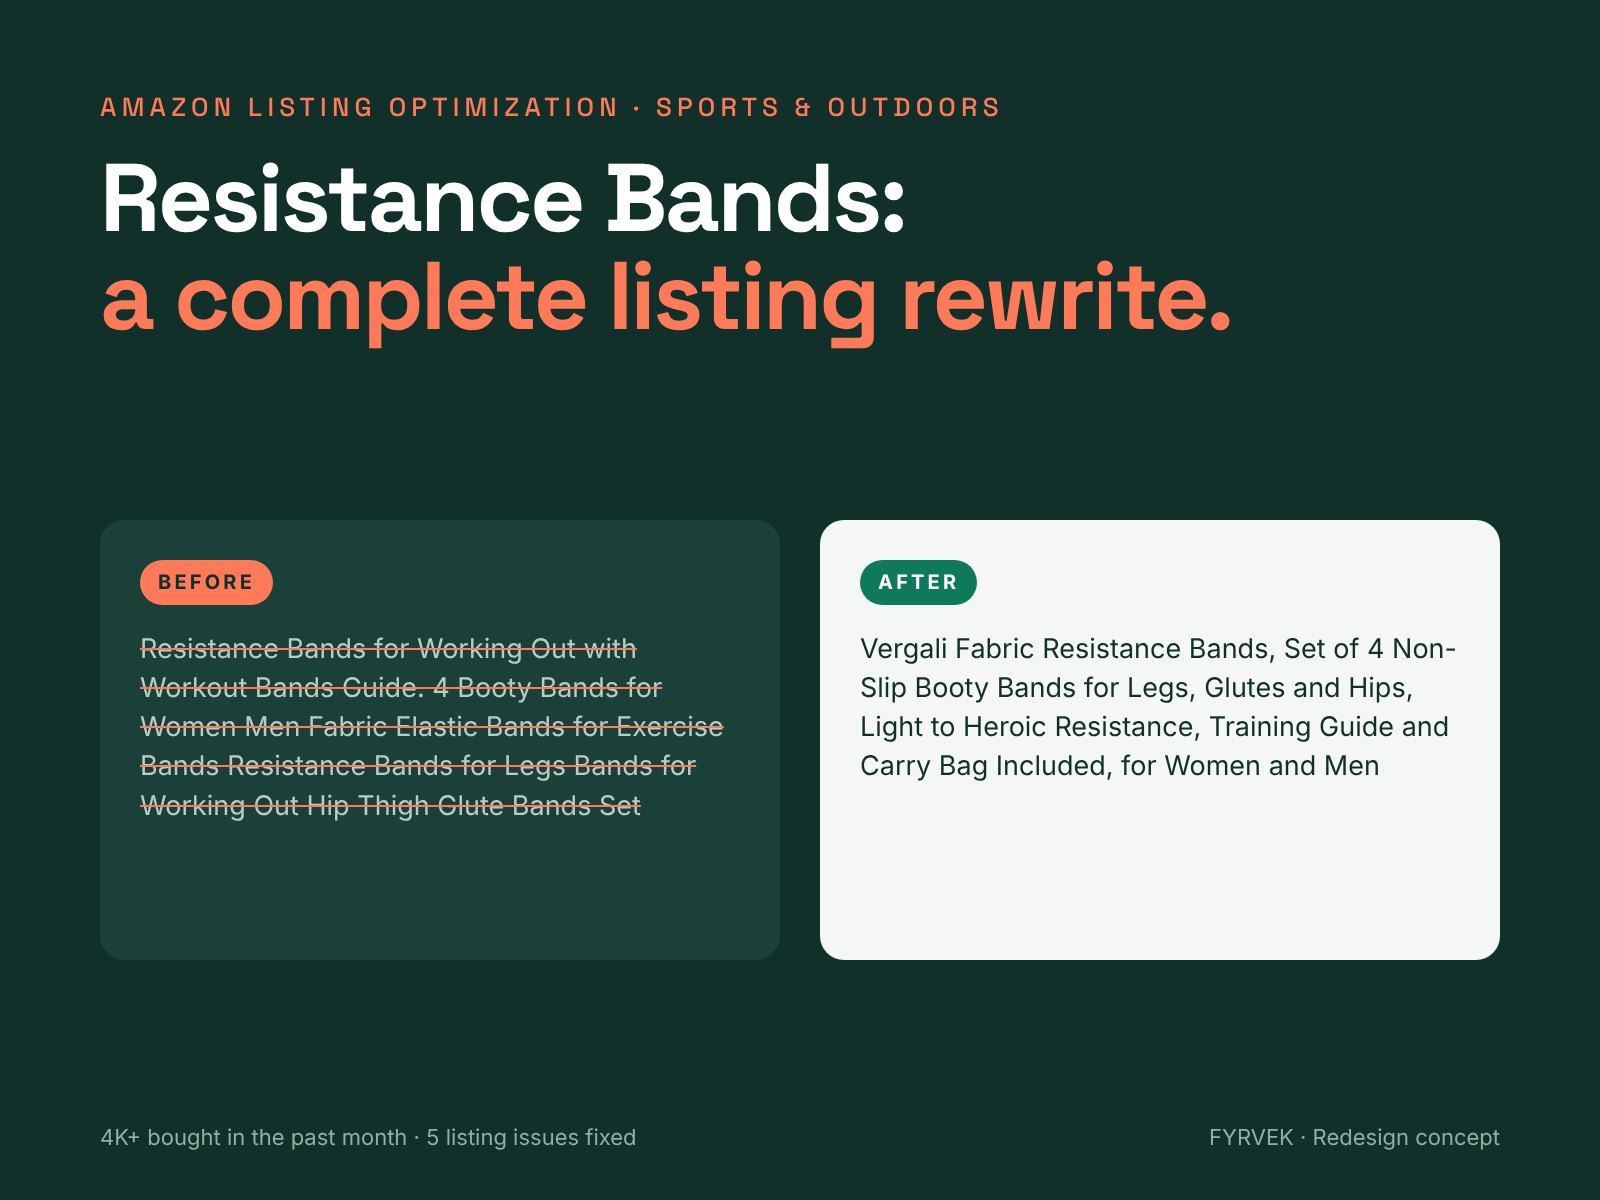 AMAZON LISTING OPTIMIZATION · SPORTS & OUTDOORS
Resistance Bands:
a complete listing rewrite.
BEFORE
Resistance Bands for Working Out with
Workout Bands Guide. 4 Booty Bands for
Women Men Fabric Elastic Bands for Exercise
Bands Resistance Bands for Legs Bands for
Working Out Hip Thigh Glute Bands Set
AFTER
Vergali Fabric Resistance Bands, Set of 4 Non-
Slip Booty Bands for Legs, Glutes and Hips,
Light to Heroic Resistance, Training Guide and
Carry Bag Included, for Women and Men
4K+ bought in the past month · 5 listing issues fixed
FYRVEK · Redesign concept